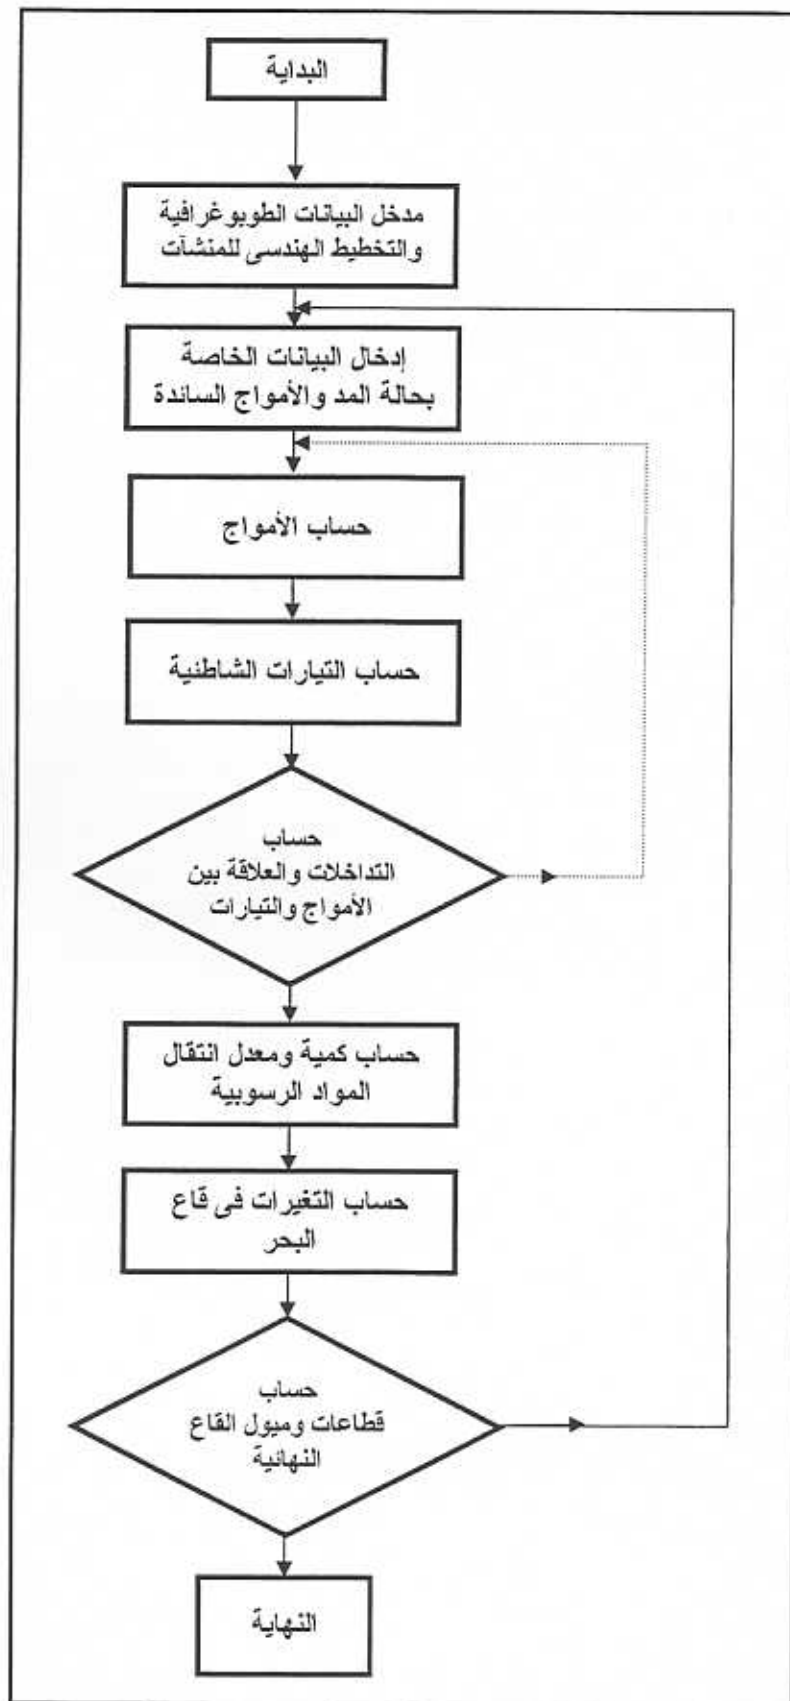 البداية
مدخل البيانات الطوبوغرافية
والتخطيط الهندسى للمنشآت
إدخال البيانات الخاصة
بحالة المد والأمواج السائدة
حساب الأمواج
حساب التيارات الشاطئية
حساب
التداخلات والعلاقة بين
الأمواج والتيارات
حساب كمية ومعدل انتقال
المواد الرسوبية
حساب التغيرات فى قاع
البحر
حساب
قطاعات وميول القاع
النهائية
النهاية